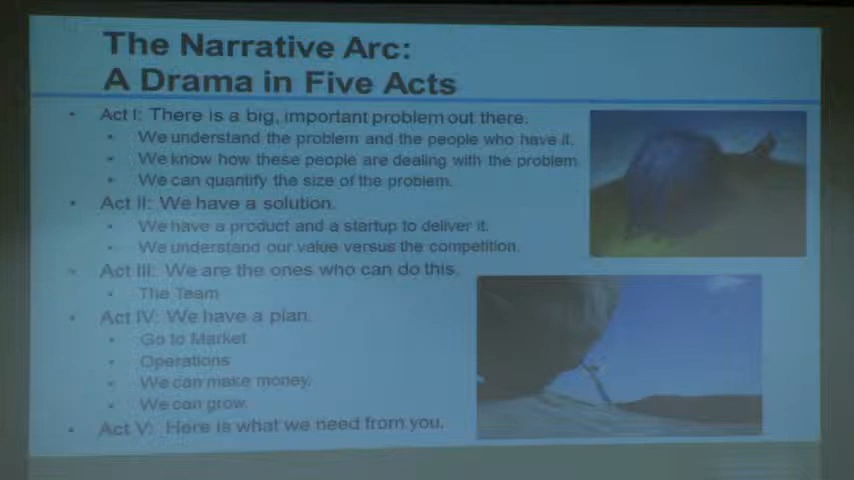 The Narrative Arc:
A Drama in Five Acts
• Act I: There is a big, important problem out there.
• We understand the problem and the people who have it.
• We know how these people are dealing with the problem
• We can quantify the size of the problem.
• Act II: We have a solution.
• We have a product and a startup to deliver it.
• We understand our value versus the competition.
• Act III: We are the ones who can do this.
• The Team
• Act IV: We have a plan.
• Go to Market
• Operations
• We can make money.
• We can grow.
• Act V: Here is what we need from you.